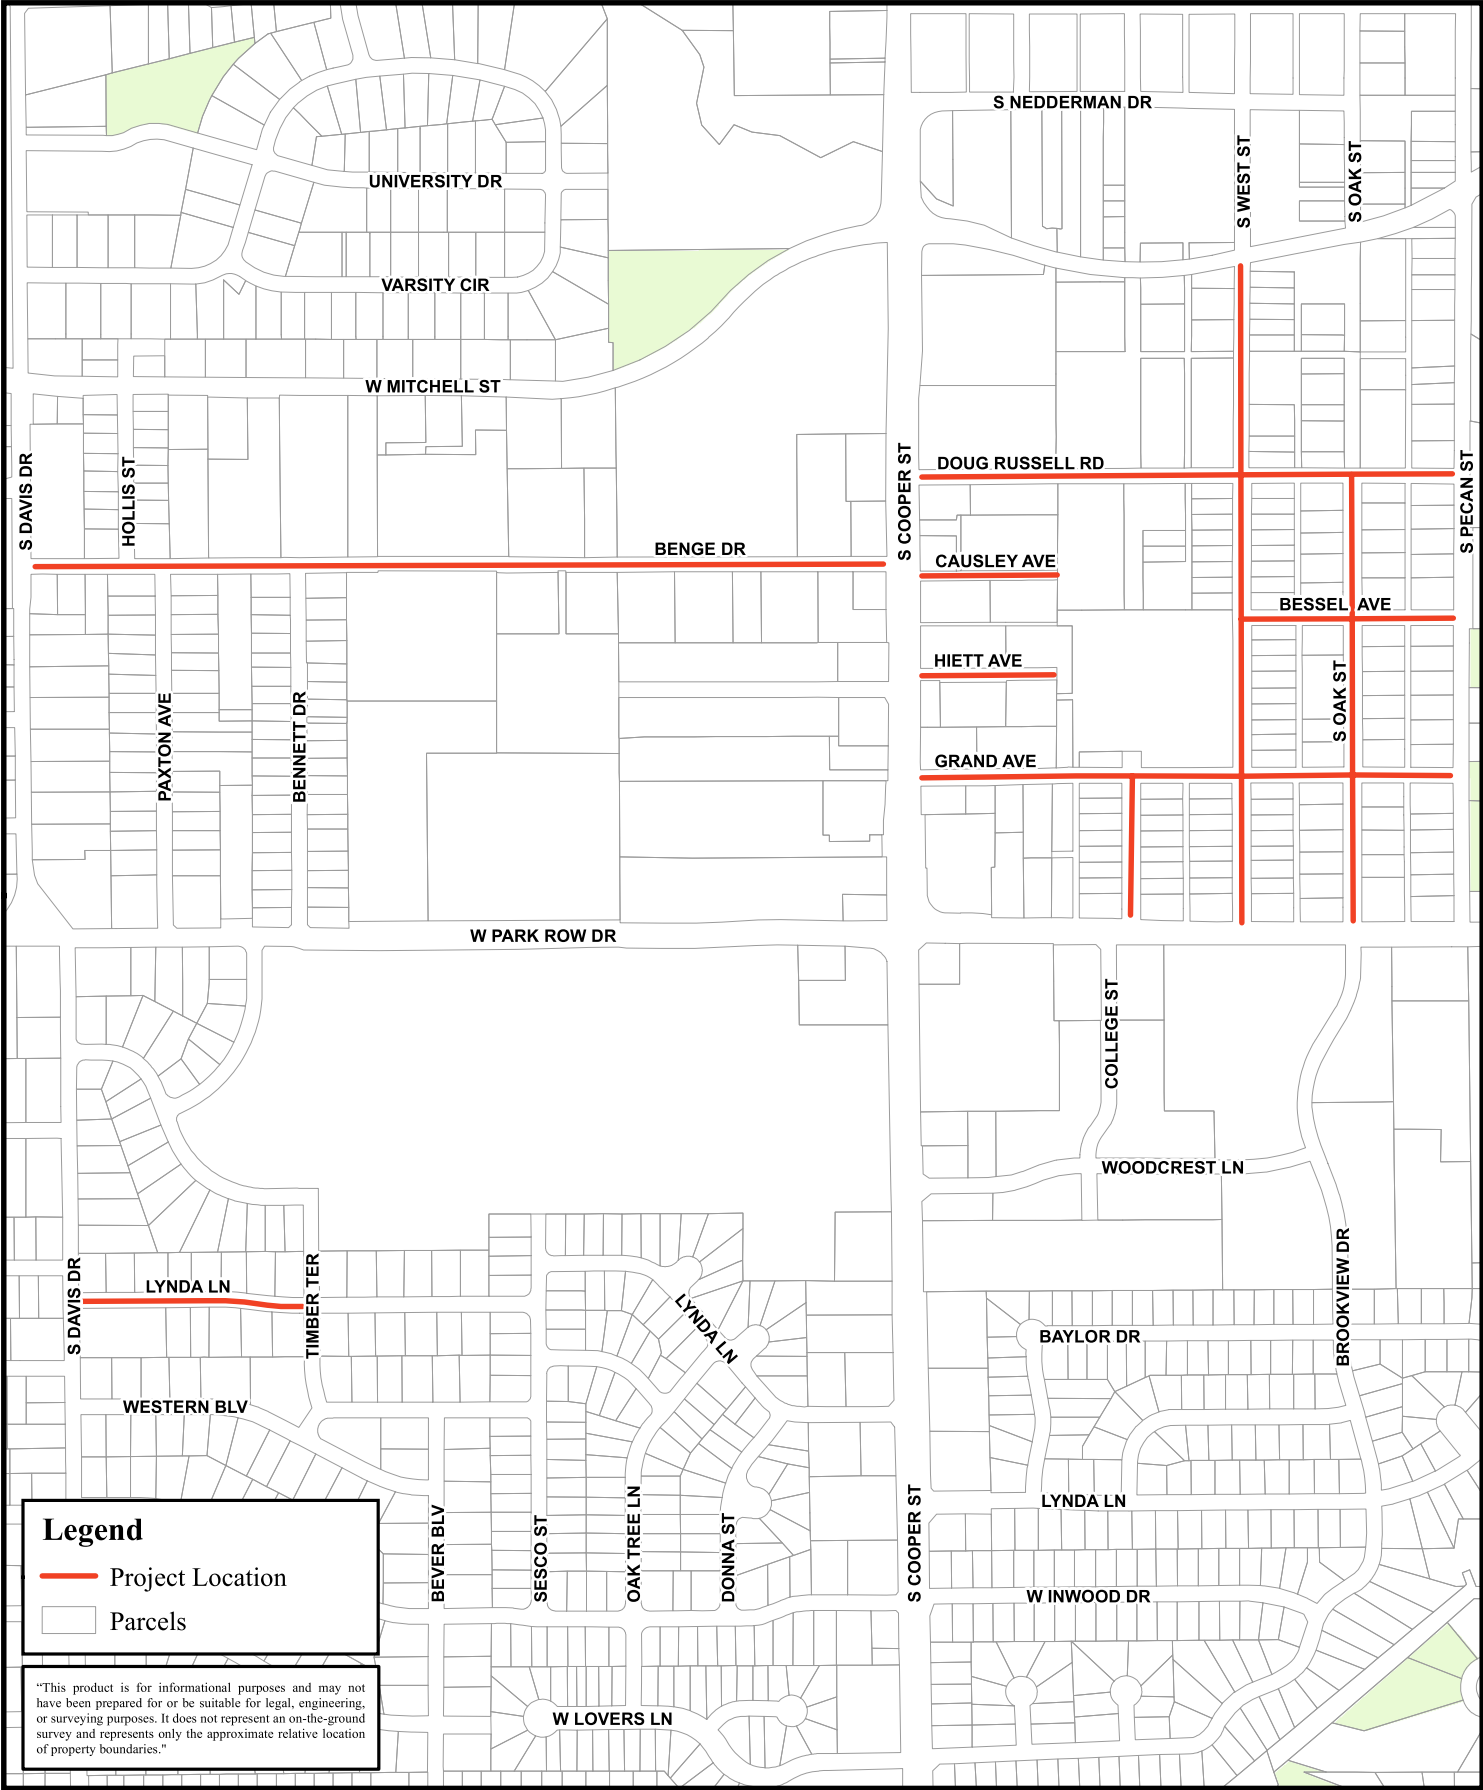 S NEDDERMAN DR
S WEST ST
S OAK ST
UNIVERSITY DR
VARSITY CIR
W MITCHELL ST
S DAVIS DR
HOLLIS ST
S COOPER ST
DOUG RUSSELL RD
S PECAN ST
BENGE DR
CAUSLEY AVE
BESSEL AVE
HIETT AVE
S OAK ST
PAXTON AVE
BENNETT DR
GRAND AVE
W PARK ROW DR
COLLEGE ST
WOODCREST LN
S DAVIS DR
LYNDA LN
TIMBER TER
LYNDA LN
BROOKVIEW DR
BAYLOR DR
WESTERN BLV
LYNDA LN
BEVER BLV
SESCO ST
OAK TREE LN
DONNA ST
S COOPER ST
W INWOOD DR
W LOVERS LN
Legend
Project Location
Parcels
“This product is for informational purposes and may not
have been prepared for or be suitable for legal, engineering,
or surveying purposes. It does not represent an on-the-ground
survey and represents only the approximate relative location
of property boundaries."